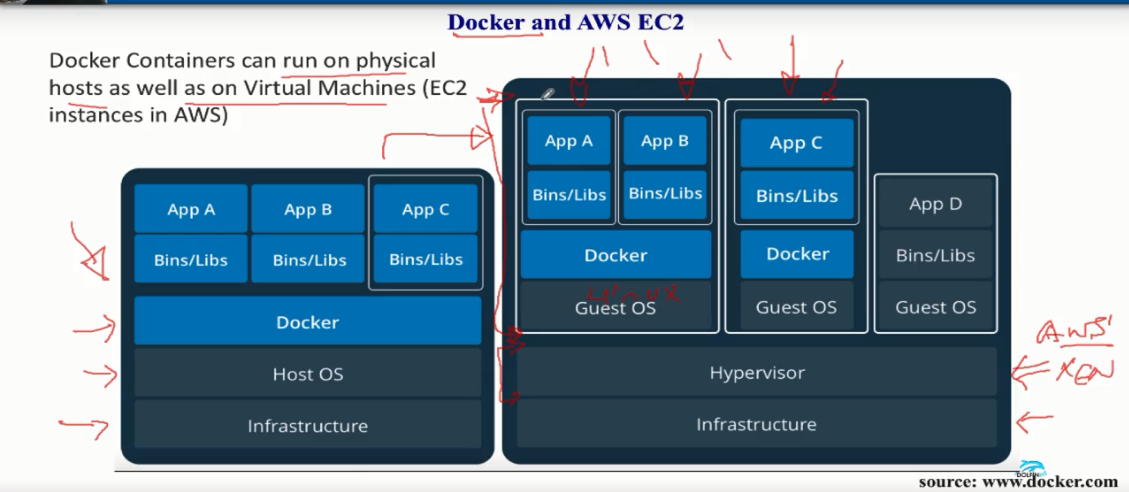 Docker and AWS EC2
Docker Containers can run on physical
hosts as well as on Virtual Machines (EC2
instances in AWS)
App A App B App C
Bins/Libs Bins/Libs Bins/Libs
Docker
Host OS
Infrastructure
App A App B App C
Bins/Libs Bins/Libs Bins/Libs
App D
Docker Docker Bins/Libs
Linux
Guest OS Guest OS Guest OS
AWS
Hypervisor XEN
Infrastructure
DOLFIN
source: www.docker.com